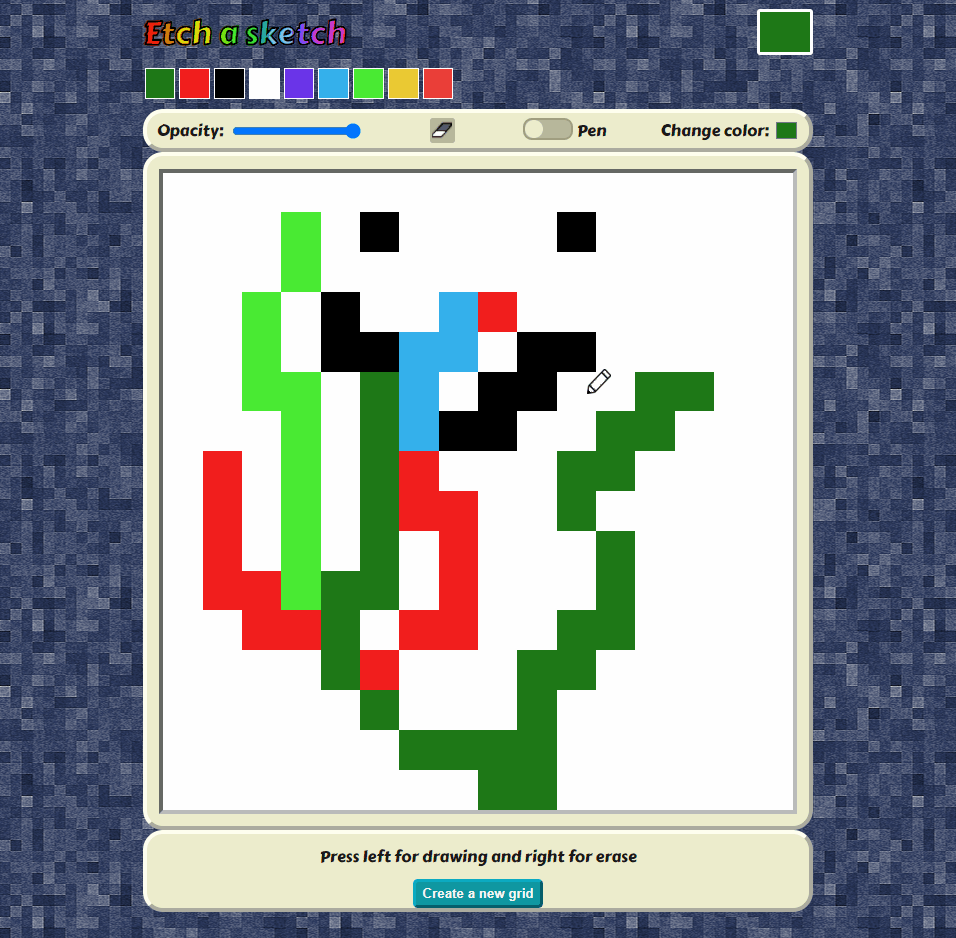 Etch a sketch
Opacity:
Pen
Change color:
Press left for drawing and right for erase
Create a new grid